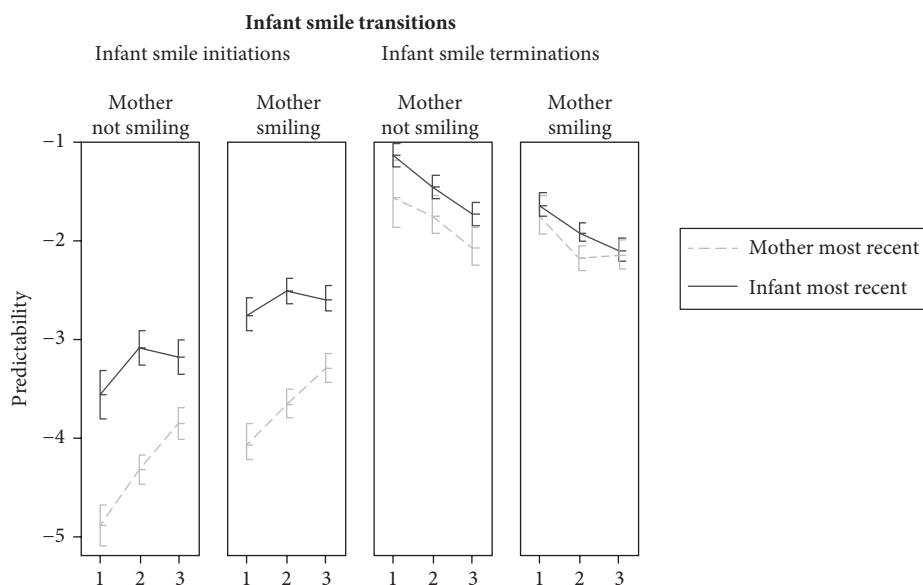 Infant smile transitions
Infant smile initiations
Infant smile terminations
Mother
not smiling
Mother
smiling
Mother
not smiling
Mother
smiling
−1
−2
−3
−4
−5
Predictability
Mother most recent
Infant most recent
1 2 3
1 2 3
1 2 3
1 2 3